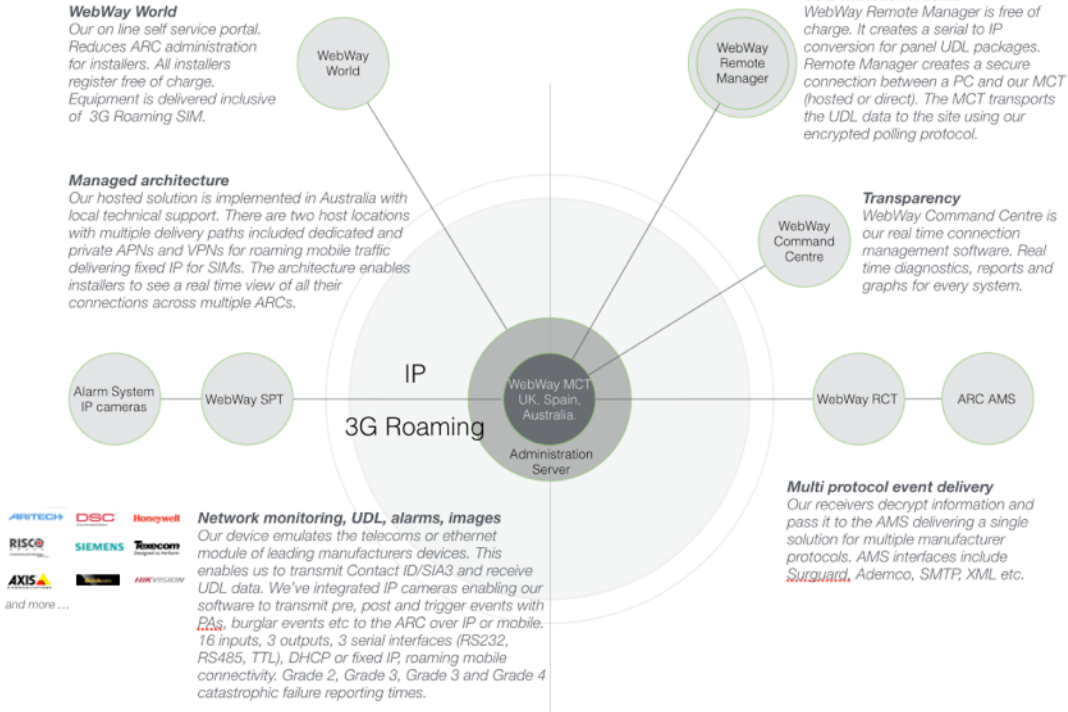 WebWay World
Our on line self service portal.
Reduces ARC administration
for installers. All installers
register free of charge.
Equipment is delivered inclusive
of 3G Roaming SIM.
WebWay
World
WebWay
Remote
Manager
WebWay Remote Manager is free of
charge. It creates a serial to IP
conversion for panel UDL packages.
Remote Manager creates a secure
connection between a PC and our MCT
(hosted or direct). The MCT transports
the UDL data to the site using our
encrypted polling protocol.
Managed architecture
Our hosted solution is implemented in Australia with
local technical support. There are two host locations
with multiple delivery paths included dedicated and
private APNs and VPNs for roaming mobile traffic
delivering fixed IP for SIMs. The architecture enables
installers to see a real time view of all their
connections across multiple ARCs.
WebWay
Command
Centre
Transparency
WebWay Command Centre is
our real time connection
management software. Real
time diagnostics, reports and
graphs for every system.
Alarm System
IP cameras
WebWay SPT
IP
3G Roaming
WebWay MCT
UK, Spain,
Australia.
Administration
Server
WebWay RCT
ARC AMS
Multi protocol event delivery
Our receivers decrypt information and
pass it to the AMS delivering a single
solution for multiple manufacturer
protocols. AMS interfaces include
Surguard, Ademco, SMTP, XML etc.
ARITECH DSC Honeywell
RISCO SIEMENS Texecom
Designed to Perform
AXIS HIKVISION
COMMUNICATIONS
and more ...
Network monitoring, UDL, alarms, images
Our device emulates the telecoms or ethernet
module of leading manufacturers devices. This
enables us to transmit Contact ID/SIA3 and receive
UDL data. We've integrated IP cameras enabling our
software to transmit pre, post and trigger events with
PAs, burglar events etc to the ARC over IP or mobile.
16 inputs, 3 outputs, 3 serial interfaces (RS232,
RS485, TTL), DHCP or fixed IP, roaming mobile
connectivity. Grade 2, Grade 3, Grade 3 and Grade 4
catastrophic failure reporting times.